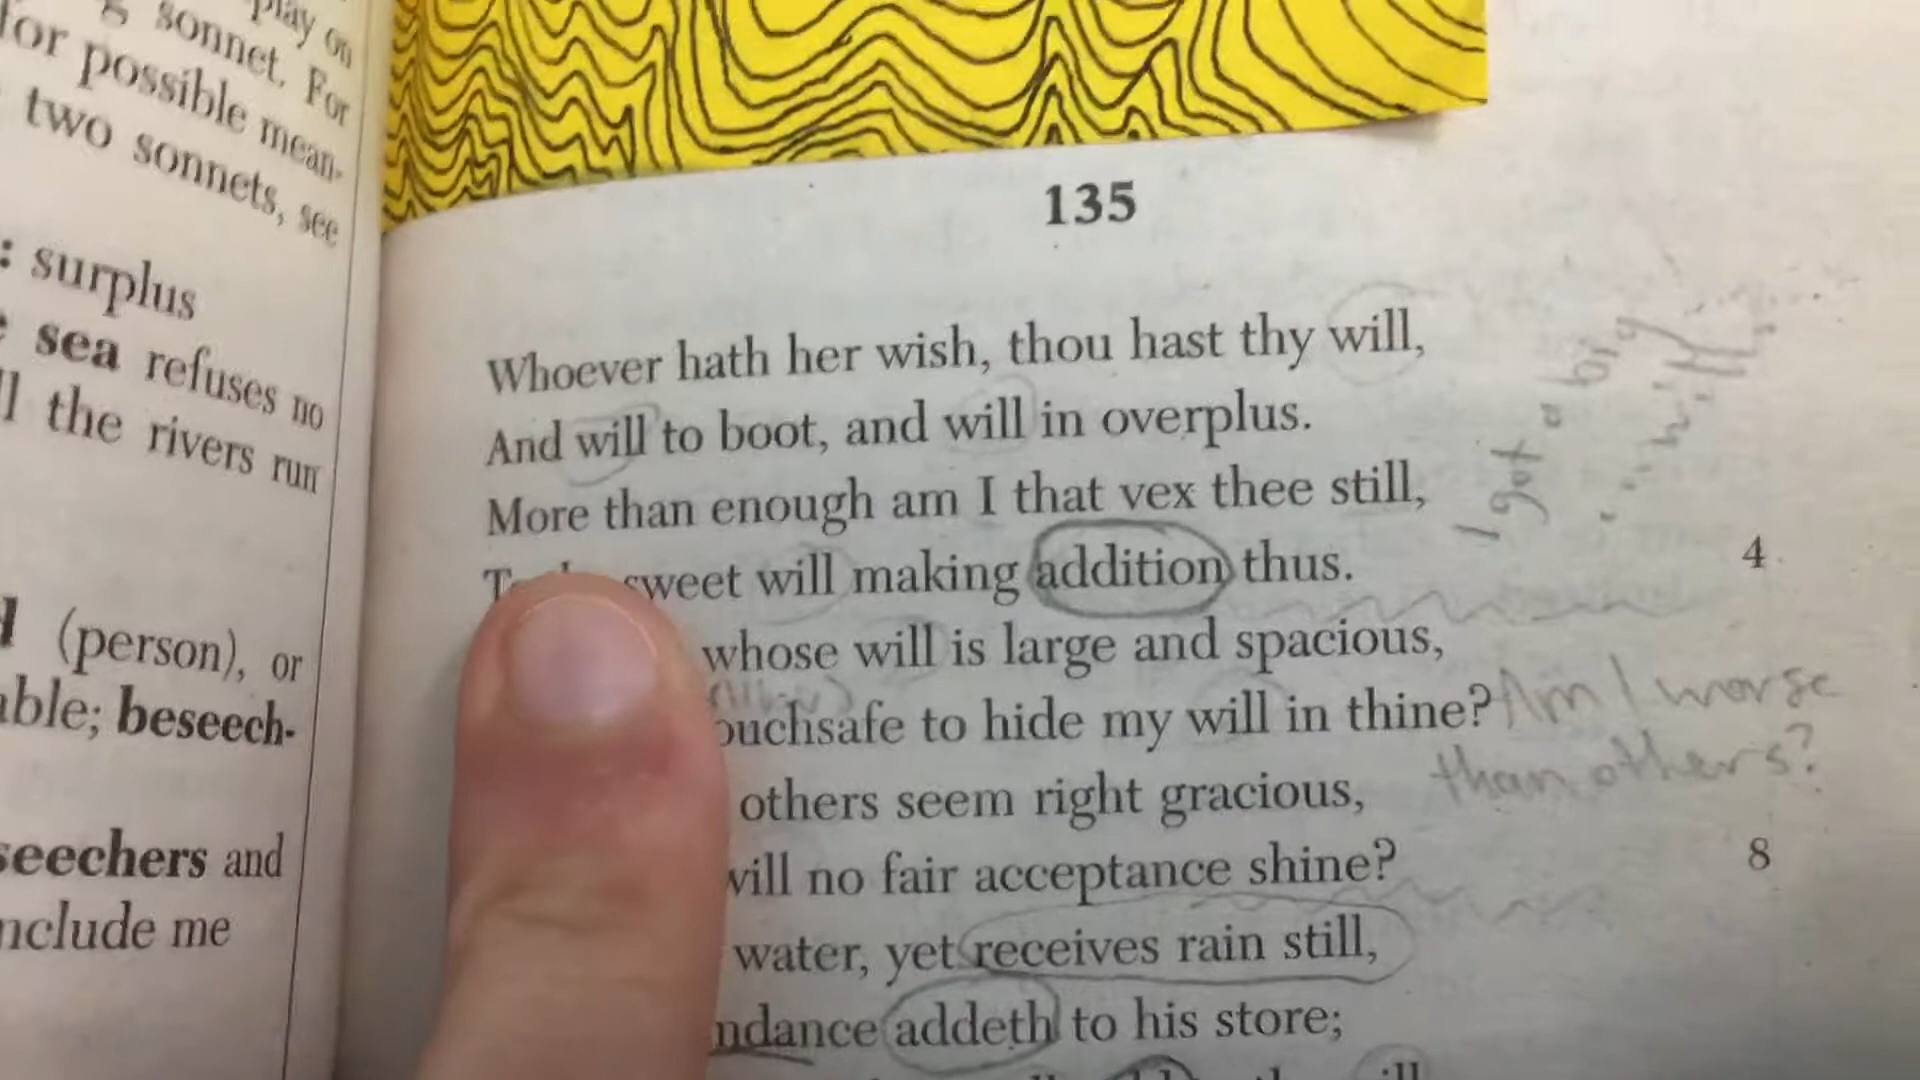 play on
sonnet. For
for possible mean-
two sonnets, see
: surplus
sea refuses no
the rivers run
(person), or
beseech-
seechers and
nclude me
135
Whoever hath her wish, thou hast thy will,
And will to boot, and will in overplus.
More than enough am I that vex thee still,
sweet will making addition thus.
whose will is large and spacious,
ouchsafe to hide my will in thine?
others seem right gracious,
will no fair acceptance shine?
water, yet receives rain still,
ndance addeth to his store;
4
8
I got a big
Am I worse
than others?